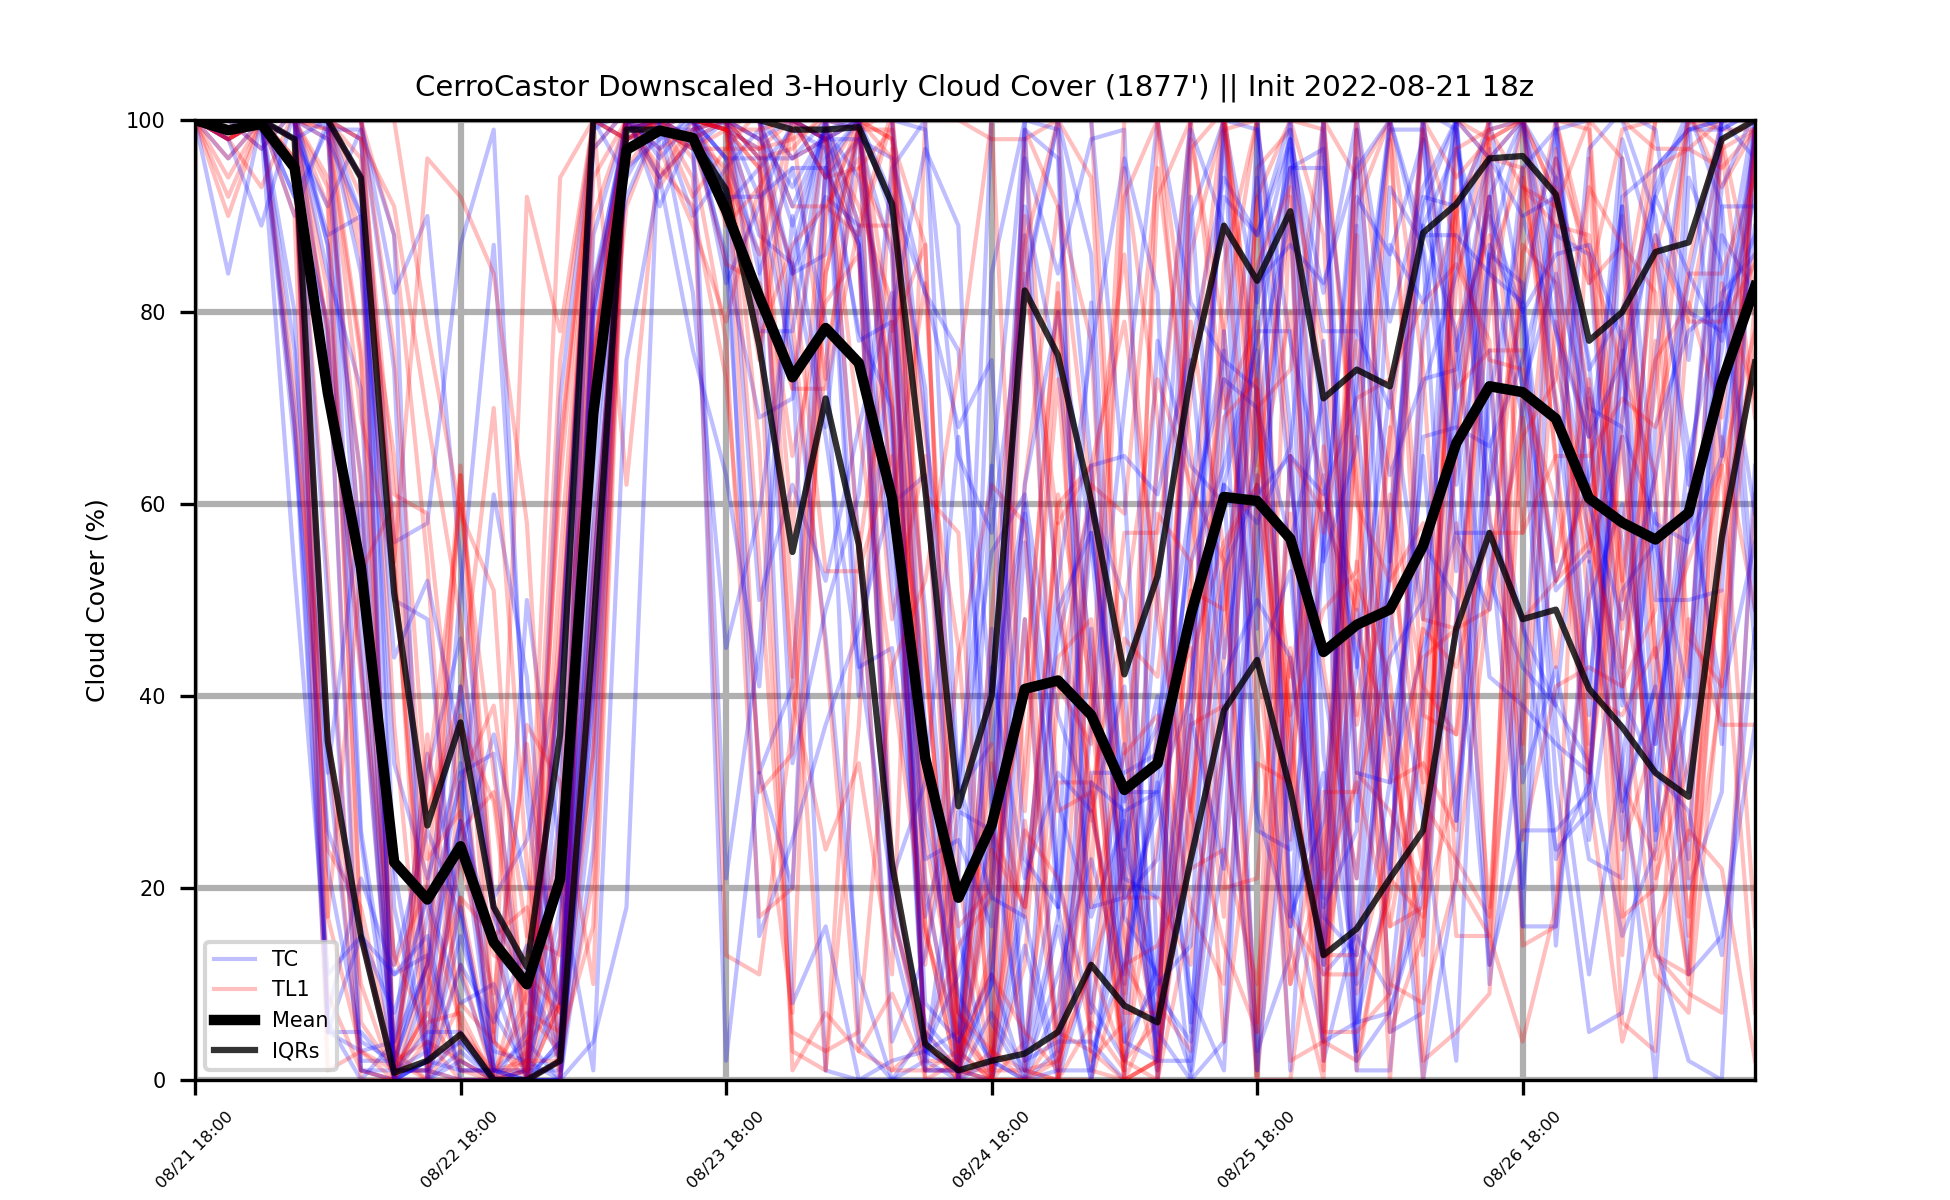 CerroCastor Downscaled 3-Hourly Cloud Cover (1877') || Init 2022-08-21 18z
Cloud Cover (%)
100
80
60
40
20
0
TC
TL1
Mean
IQRs
08/21 18:00
08/22 18:00
08/23 18:00
08/24 18:00
08/25 18:00
08/26 18:00